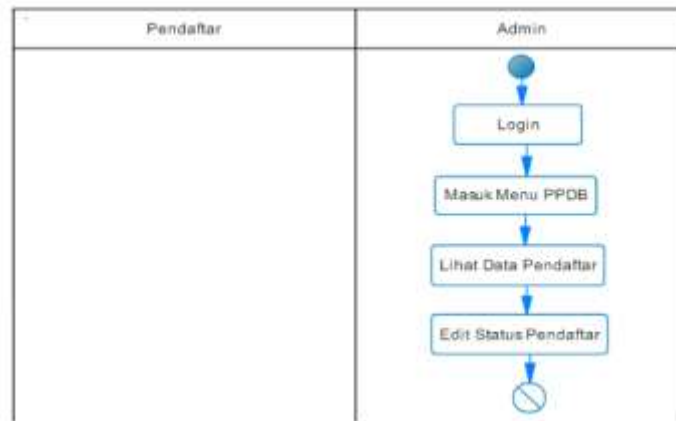 Pendaftar
Admin
Login
Masuk Menu PPDB
Lihat Data Pendaftar
Edit Status Pendaftar